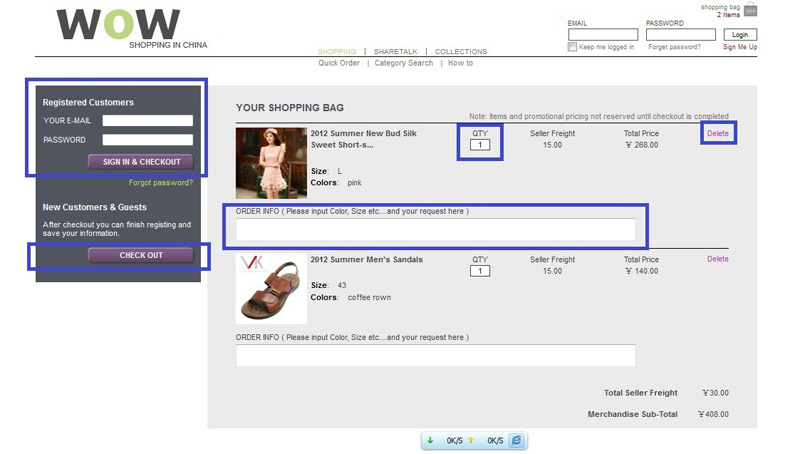 WOW
SHOPPING IN CHINA
shopping bag
2 Items
EMAIL
PASSWORD
Login
Keep me logged in
Forgot password?
Sign Me Up
SHOPPING | SHARETALK | COLLECTIONS
Quick Order | Category Search | How to
Registered Customers
YOUR E-MAIL
PASSWORD
SIGN IN & CHECKOUT
Forgot password?
New Customers & Guests
After checkout you can finish registing and
save your information.
CHECK OUT
YOUR SHOPPING BAG
Note: Items and promotional pricing not reserved until checkout is completed
2012 Summer New Bud Silk
Sweet Short-s...
QTY
1
Seller Freight
15.00
Total Price
¥ 268.00
Delete
Size: L
Colors: pink
ORDER INFO ( Please input Color, Size etc...and your request here )
VK
2012 Summer Men's Sandals
QTY
1
Seller Freight
15.00
Total Price
¥ 140.00
Delete
Size: 43
Colors: coffee rown
ORDER INFO ( Please input Color, Size etc...and your request here )
Total Seller Freight ¥30.00
Merchandise Sub-Total ¥408.00
0K/S 0K/S